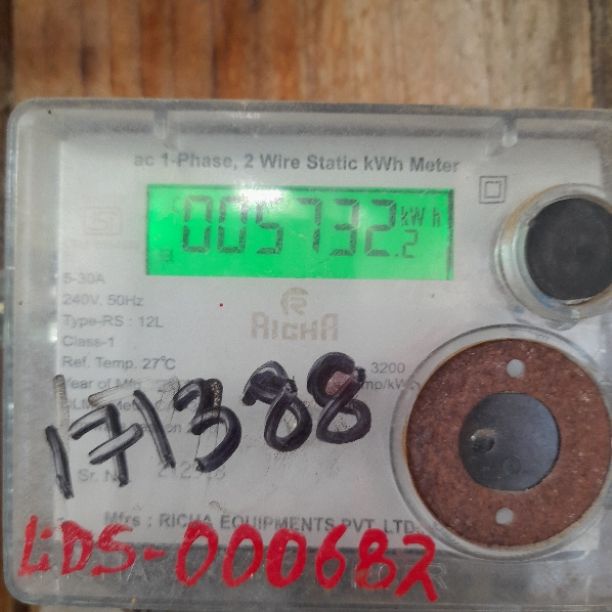 ac 1-Phase, 2 Wire Static kWh Meter
005732.2 kWh
5-30A
240V, 50Hz
Type-RS : 12L
Class-1
Ref. Temp. 27°C
RICHA
3200
171388
Sr. No
Mfrs : RICHA EQUIPMENTS PVT. LTD.
LDS-000682